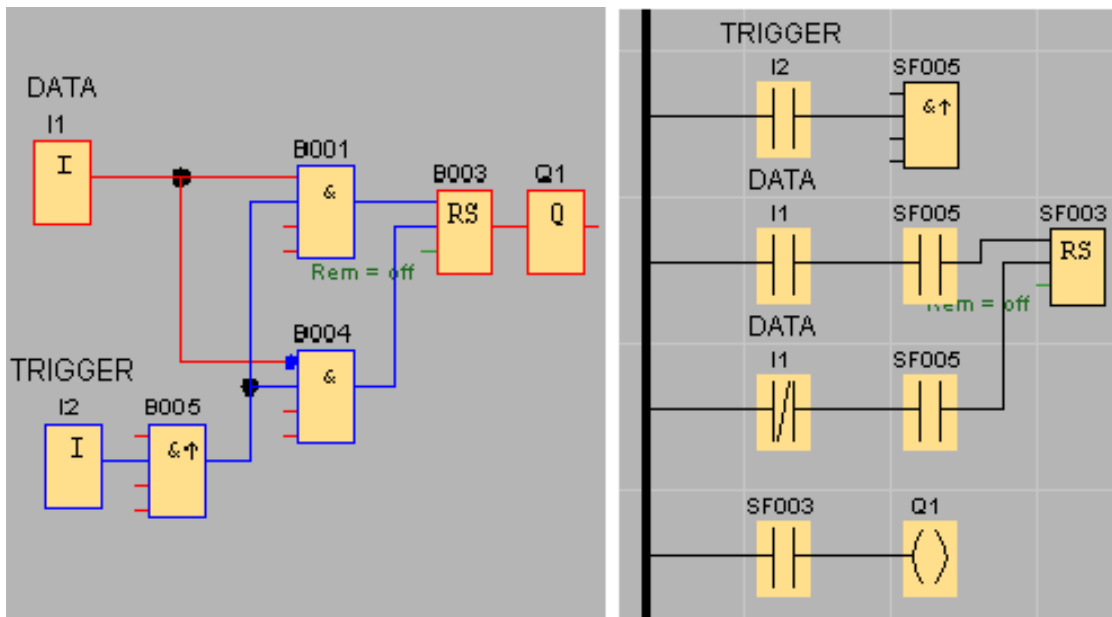 DATA
I1
I
B001
&
B003
RS
Q1
Q
Rem = off
B004
&
TRIGGER
I2
I
B005
&↑
TRIGGER
I2
SF005
&↑
DATA
I1
SF005
SF003
RS
Rem = off
DATA
I1
SF005
SF003
Q1